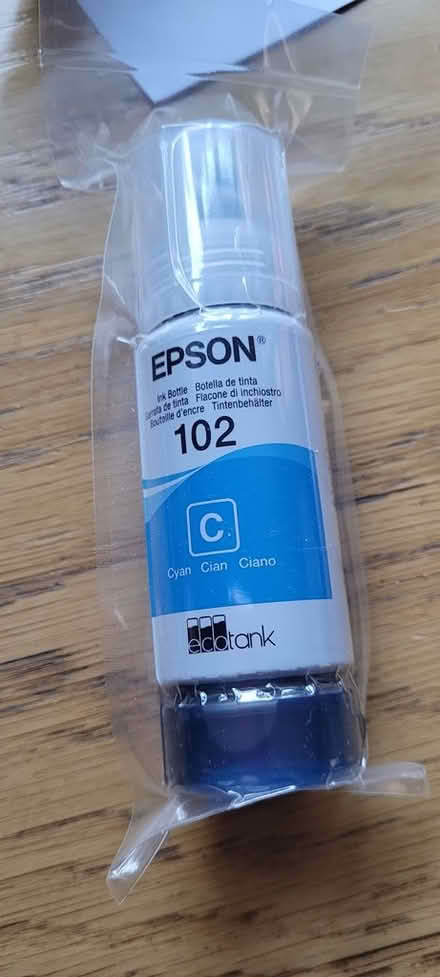 EPSON®
Ink Bottle Botella de tinta
de tinta Flacone di inchiostro
Bouteille d'encre Tintenbehälter
102
C
Cyan Cian Ciano
ecotank